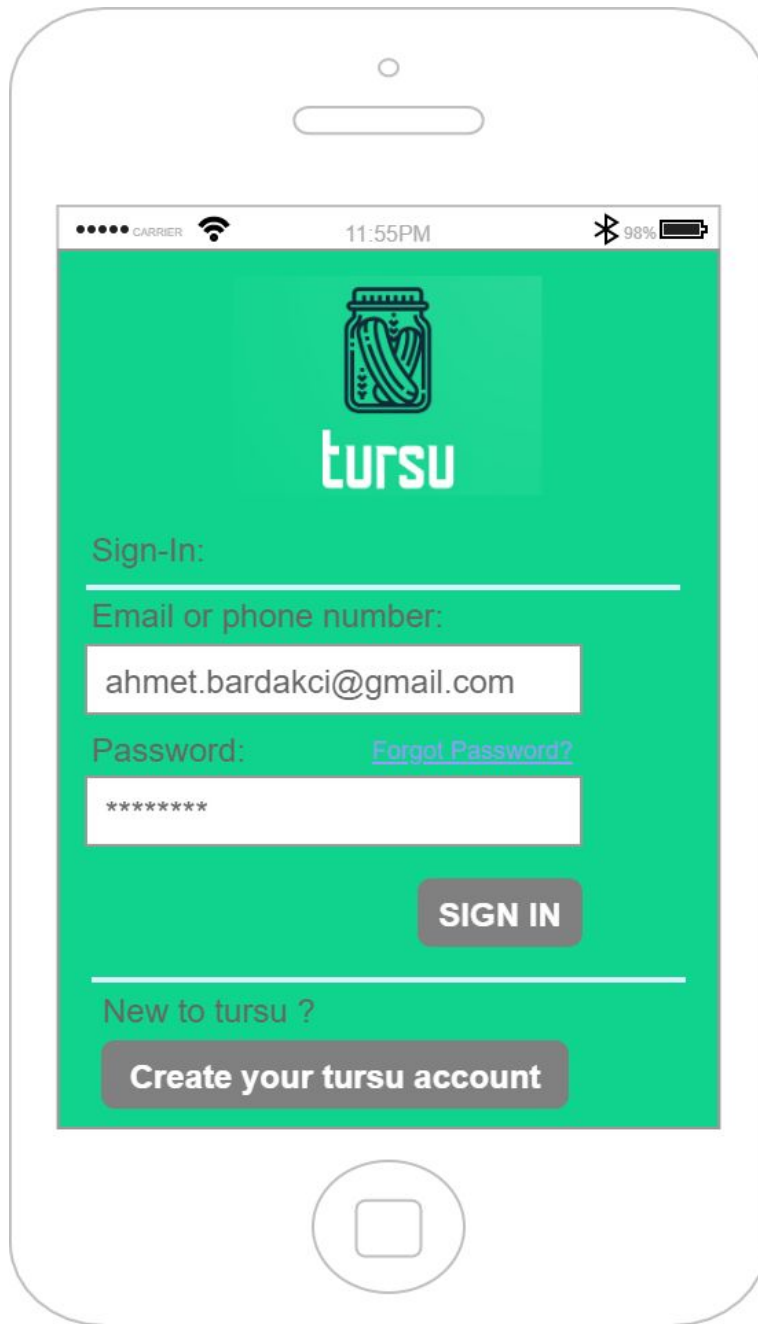 CARRIER 11:55PM 98%
tursu
Sign-In:
Email or phone number:
ahmet.bardakci@gmail.com
Password: Forgot Password?
********
SIGN IN
New to tursu ?
Create your tursu account